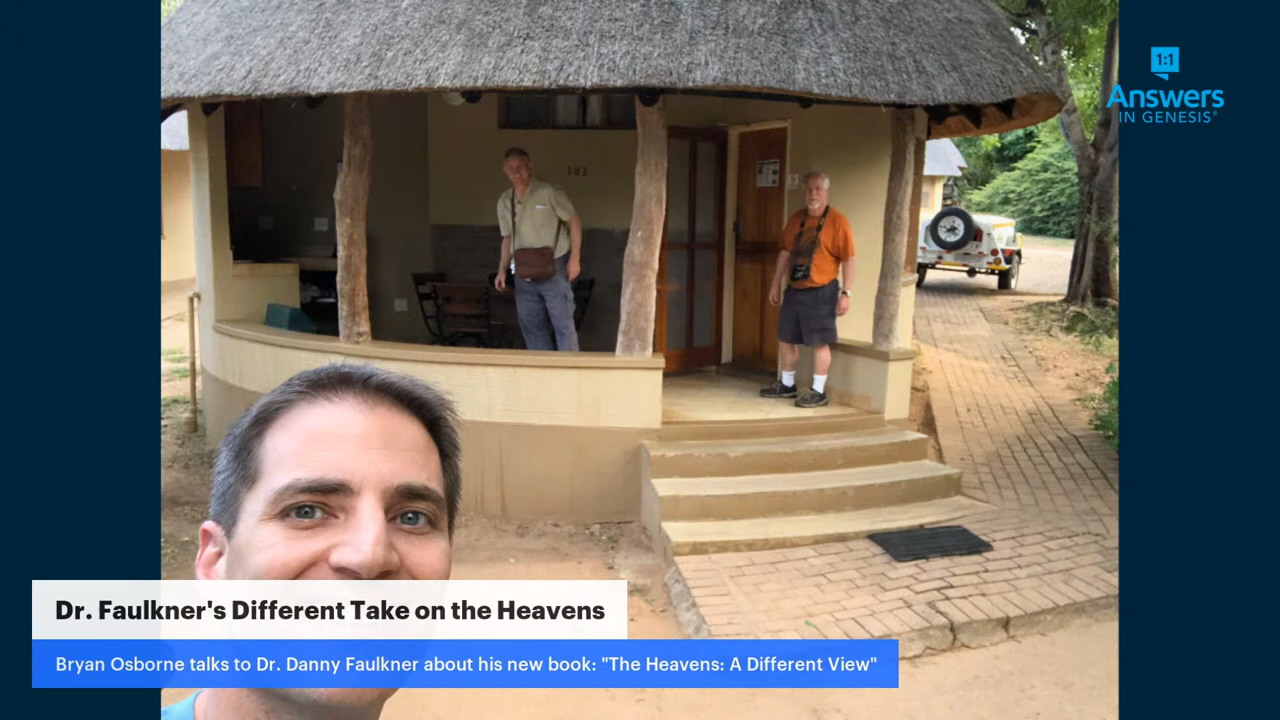 1:1
Answers
IN GENESIS®
183
Dr. Faulkner's Different Take on the Heavens
Bryan Osborne talks to Dr. Danny Faulkner about his new book: "The Heavens: A Different View"